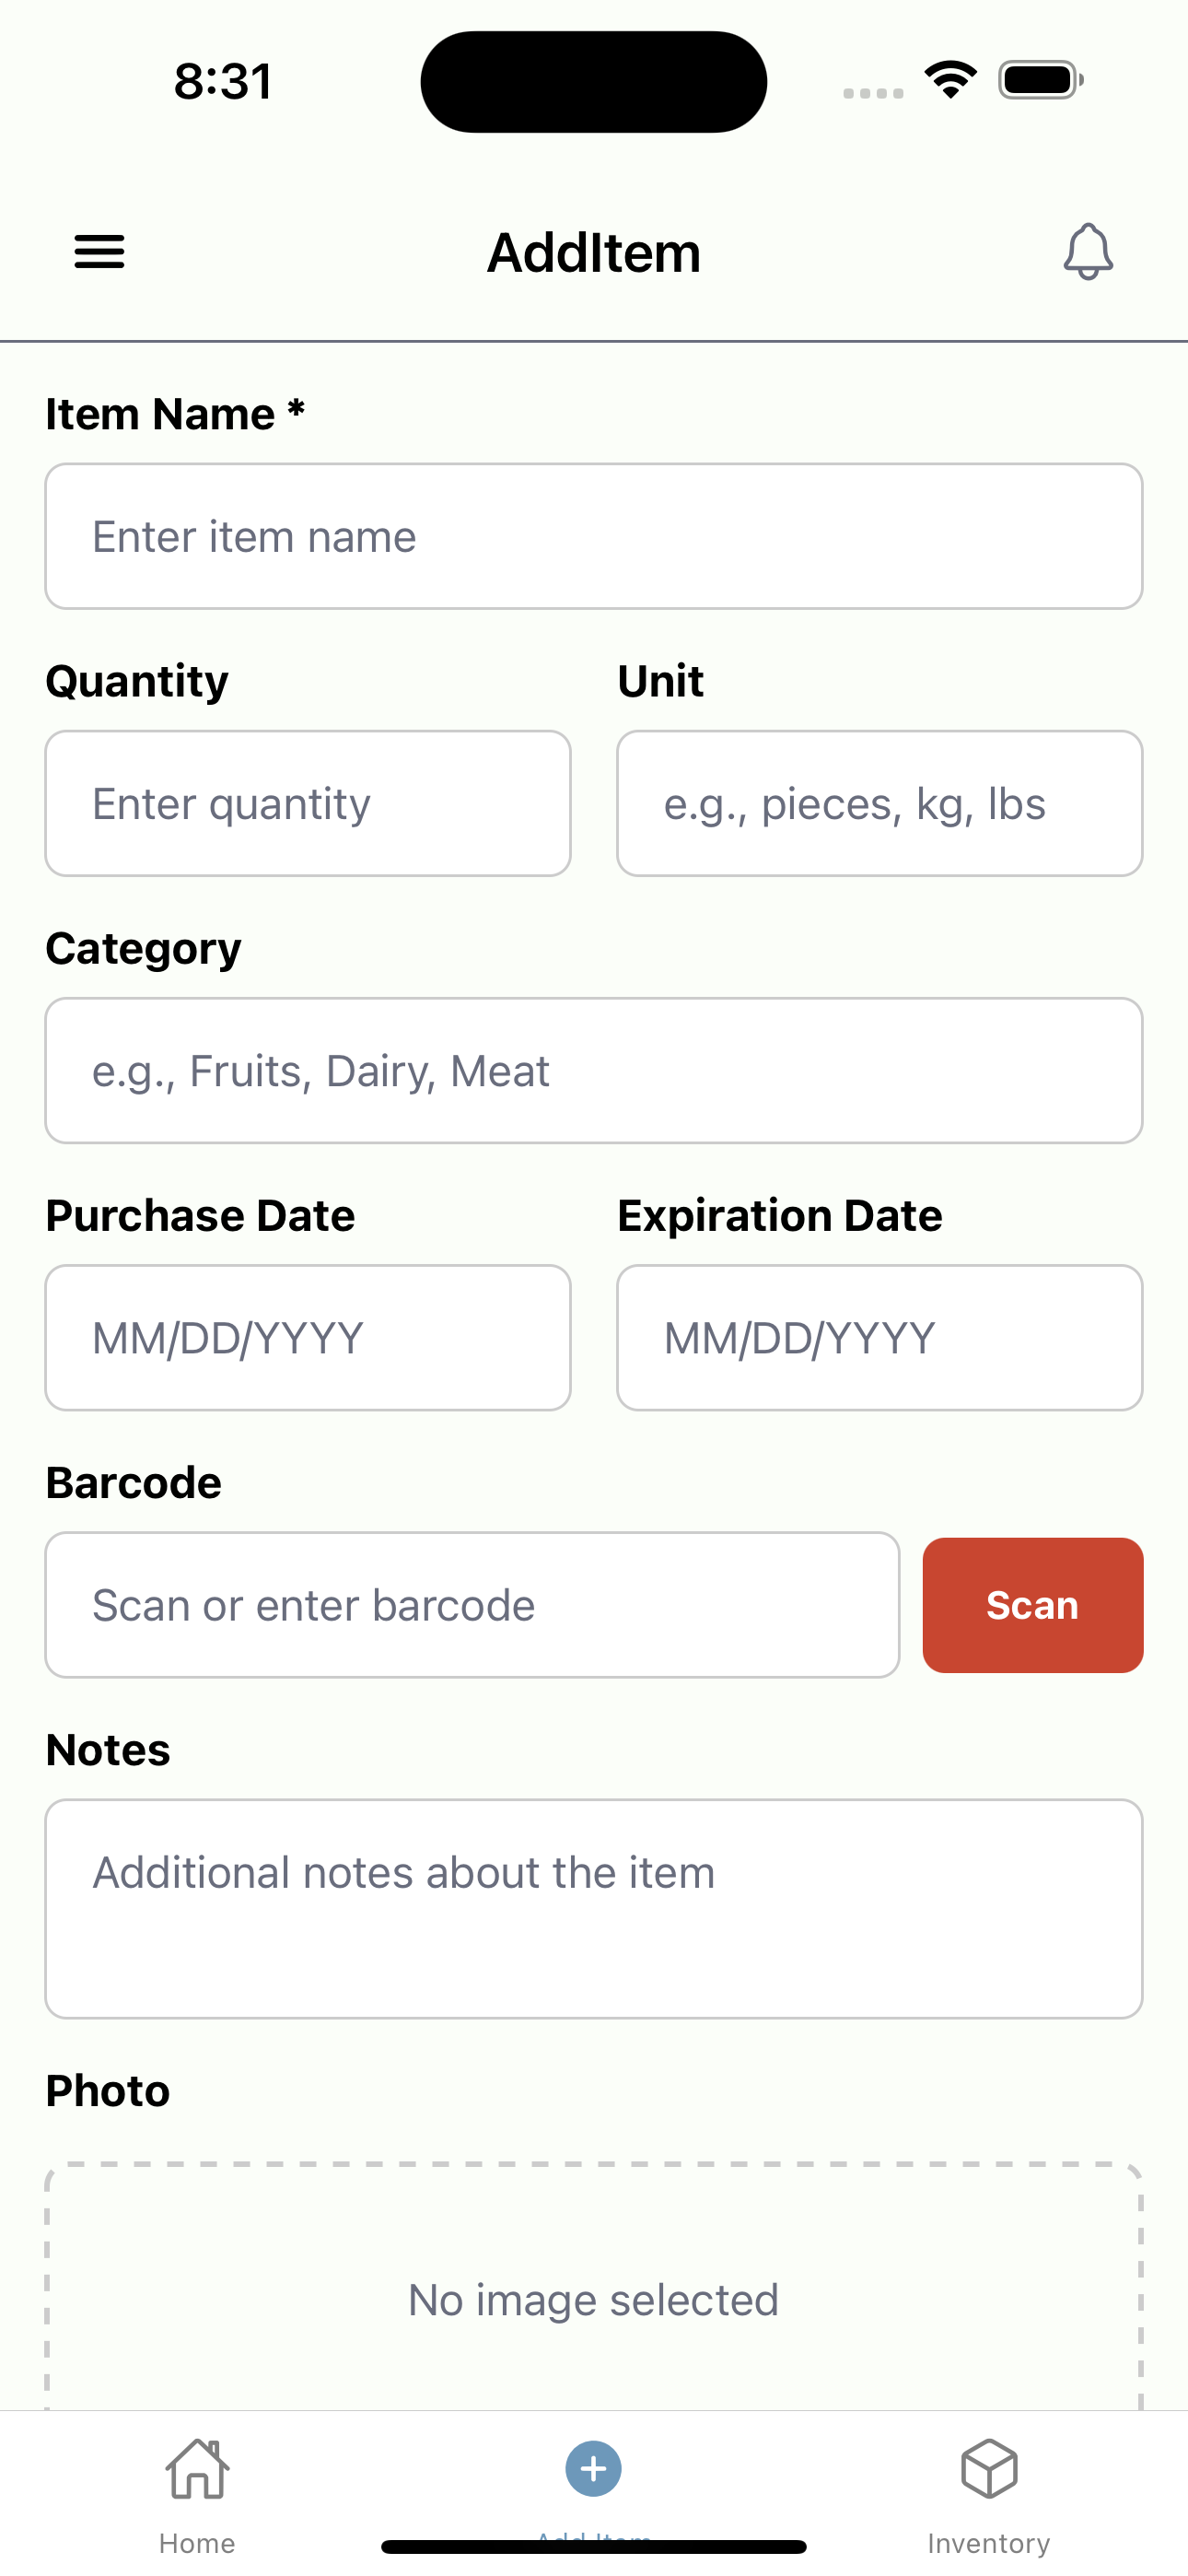 8:31
AddItem
Item Name *
Enter item name
Quantity Unit
Enter quantity e.g., pieces, kg, lbs
Category
e.g., Fruits, Dairy, Meat
Purchase Date Expiration Date
MM/DD/YYYY MM/DD/YYYY
Barcode
Scan or enter barcode Scan
Notes
Additional notes about the item
Photo
No image selected
Home Inventory